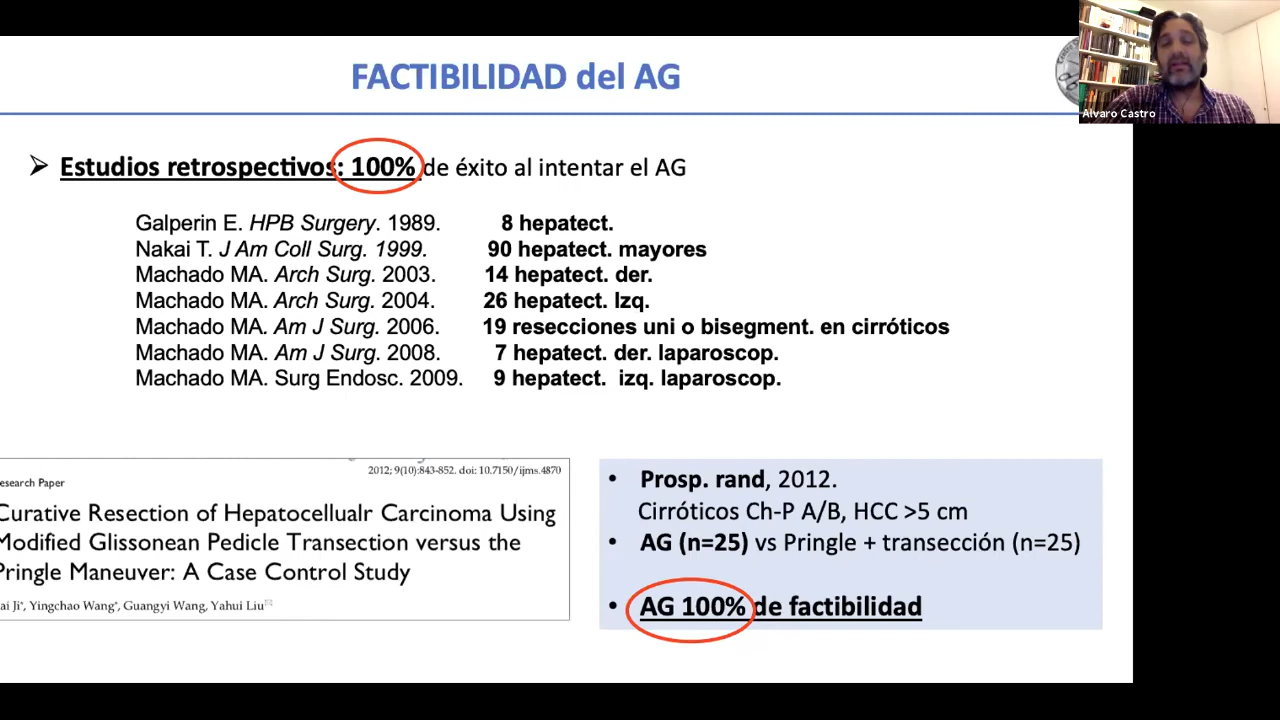 FACTIBILIDAD del AG
Alvaro Castro
➢ Estudios retrospectivos: 100% de éxito al intentar el AG
Galperin E. HPB Surgery. 1989. 8 hepatect.
Nakai T. J Am Coll Surg. 1999. 90 hepatect. mayores
Machado MA. Arch Surg. 2003. 14 hepatect. der.
Machado MA. Arch Surg. 2004. 26 hepatect. Izq.
Machado MA. Am J Surg. 2006. 19 resecciones uni o bisegment. en cirróticos
Machado MA. Am J Surg. 2008. 7 hepatect. der. laparoscop.
Machado MA. Surg Endosc. 2009. 9 hepatect. izq. laparoscop.
2012; 9(10):843-852. doi: 10.7150/ijms.4870
esearch Paper
Curative Resection of Hepatocellualr Carcinoma Using
Modified Glissonean Pedicle Transection versus the
Pringle Maneuver: A Case Control Study
ai Ji*, Yingchao Wang*, Guangyi Wang, Yahui Liu
• Prosp. rand, 2012.
Cirróticos Ch-P A/B, HCC >5 cm
• AG (n=25) vs Pringle + transección (n=25)
• AG 100% de factibilidad